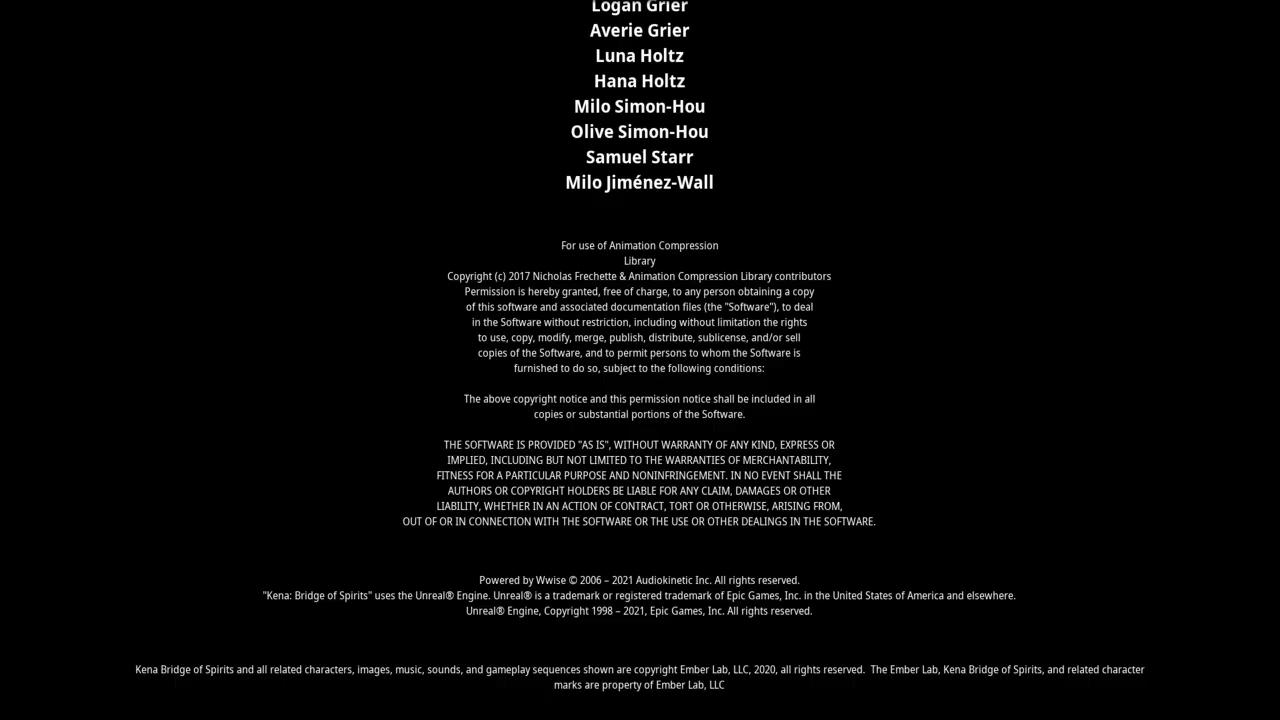 Logan Grier
Averie Grier
Luna Holtz
Hana Holtz
Milo Simon-Hou
Olive Simon-Hou
Samuel Starr
Milo Jiménez-Wall
For use of Animation Compression
Library
Copyright (c) 2017 Nicholas Frechette & Animation Compression Library contributors
Permission is hereby granted, free of charge, to any person obtaining a copy
of this software and associated documentation files (the "Software"), to deal
in the Software without restriction, including without limitation the rights
to use, copy, modify, merge, publish, distribute, sublicense, and/or sell
copies of the Software, and to permit persons to whom the Software is
furnished to do so, subject to the following conditions:
The above copyright notice and this permission notice shall be included in all
copies or substantial portions of the Software.
THE SOFTWARE IS PROVIDED "AS IS", WITHOUT WARRANTY OF ANY KIND, EXPRESS OR
IMPLIED, INCLUDING BUT NOT LIMITED TO THE WARRANTIES OF MERCHANTABILITY,
FITNESS FOR A PARTICULAR PURPOSE AND NONINFRINGEMENT. IN NO EVENT SHALL THE
AUTHORS OR COPYRIGHT HOLDERS BE LIABLE FOR ANY CLAIM, DAMAGES OR OTHER
LIABILITY, WHETHER IN AN ACTION OF CONTRACT, TORT OR OTHERWISE, ARISING FROM,
OUT OF OR IN CONNECTION WITH THE SOFTWARE OR THE USE OR OTHER DEALINGS IN THE SOFTWARE.
Powered by Wwise © 2006 – 2021 Audiokinetic Inc. All rights reserved.
"Kena: Bridge of Spirits" uses the Unreal® Engine. Unreal® is a trademark or registered trademark of Epic Games, Inc. in the United States of America and elsewhere.
Unreal® Engine, Copyright 1998 – 2021, Epic Games, Inc. All rights reserved.
Kena Bridge of Spirits and all related characters, images, music, sounds, and gameplay sequences shown are copyright Ember Lab, LLC, 2020, all rights reserved.  The Ember Lab, Kena Bridge of Spirits, and related character
marks are property of Ember Lab, LLC